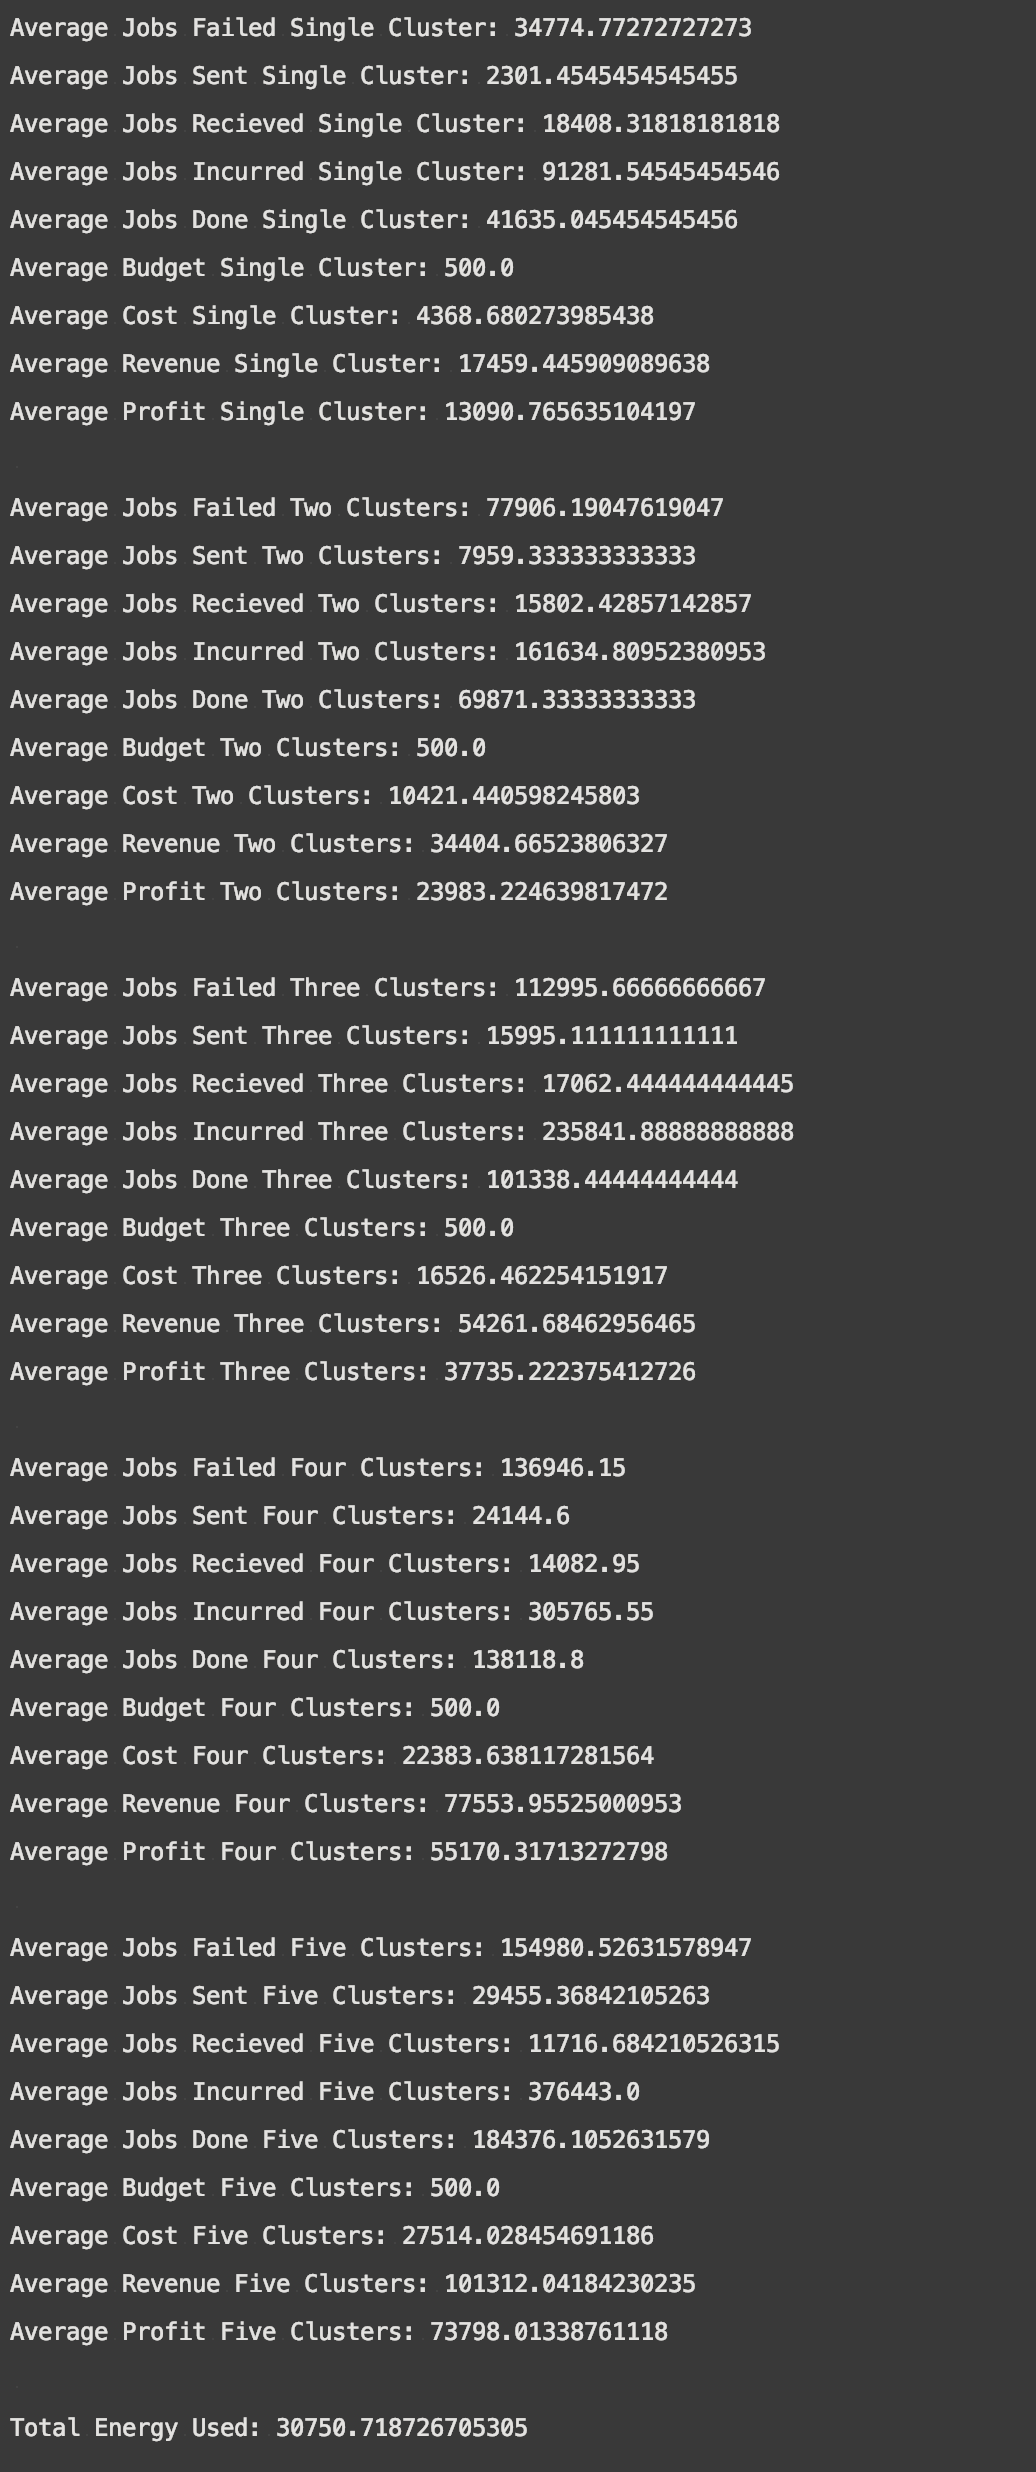 Average Jobs Failed Single Cluster: 34774.77272727273
Average Jobs Sent Single Cluster: 2301.4545454545455
Average Jobs Recieved Single Cluster: 18408.31818181818
Average Jobs Incurred Single Cluster: 91281.54545454546
Average Jobs Done Single Cluster: 41635.045454545456
Average Budget Single Cluster: 500.0
Average Cost Single Cluster: 4368.680273985438
Average Revenue Single Cluster: 17459.445909089638
Average Profit Single Cluster: 13090.765635104197
Average Jobs Failed Two Clusters: 77906.19047619047
Average Jobs Sent Two Clusters: 7959.333333333333
Average Jobs Recieved Two Clusters: 15802.42857142857
Average Jobs Incurred Two Clusters: 161634.80952380953
Average Jobs Done Two Clusters: 69871.33333333333
Average Budget Two Clusters: 500.0
Average Cost Two Clusters: 10421.440598245803
Average Revenue Two Clusters: 34404.66523806327
Average Profit Two Clusters: 23983.224639817472
Average Jobs Failed Three Clusters: 112995.66666666667
Average Jobs Sent Three Clusters: 15995.111111111111
Average Jobs Recieved Three Clusters: 17062.444444444445
Average Jobs Incurred Three Clusters: 235841.88888888888
Average Jobs Done Three Clusters: 101338.44444444444
Average Budget Three Clusters: 500.0
Average Cost Three Clusters: 16526.462254151917
Average Revenue Three Clusters: 54261.68462956465
Average Profit Three Clusters: 37735.222375412726
Average Jobs Failed Four Clusters: 136946.15
Average Jobs Sent Four Clusters: 24144.6
Average Jobs Recieved Four Clusters: 14082.95
Average Jobs Incurred Four Clusters: 305765.55
Average Jobs Done Four Clusters: 138118.8
Average Budget Four Clusters: 500.0
Average Cost Four Clusters: 22383.638117281564
Average Revenue Four Clusters: 77553.95525000953
Average Profit Four Clusters: 55170.31713272798
Average Jobs Failed Five Clusters: 154980.52631578947
Average Jobs Sent Five Clusters: 29455.36842105263
Average Jobs Recieved Five Clusters: 11716.684210526315
Average Jobs Incurred Five Clusters: 376443.0
Average Jobs Done Five Clusters: 184376.1052631579
Average Budget Five Clusters: 500.0
Average Cost Five Clusters: 27514.028454691186
Average Revenue Five Clusters: 101312.04184230235
Average Profit Five Clusters: 73798.01338761118
Total Energy Used: 30750.718726705305